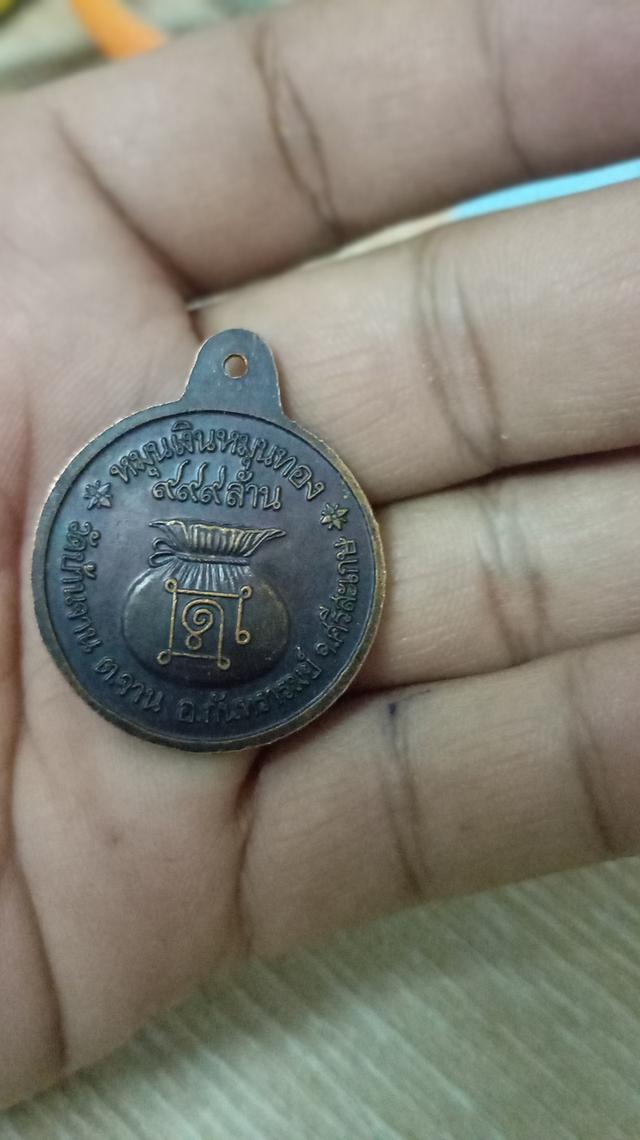 หมุนเงินหมุนทอง
๙๙๙ล้าน
วัดบ้านจาน ต.จาน อ.กันทรารมย์ จ.ศรีสะเกษ